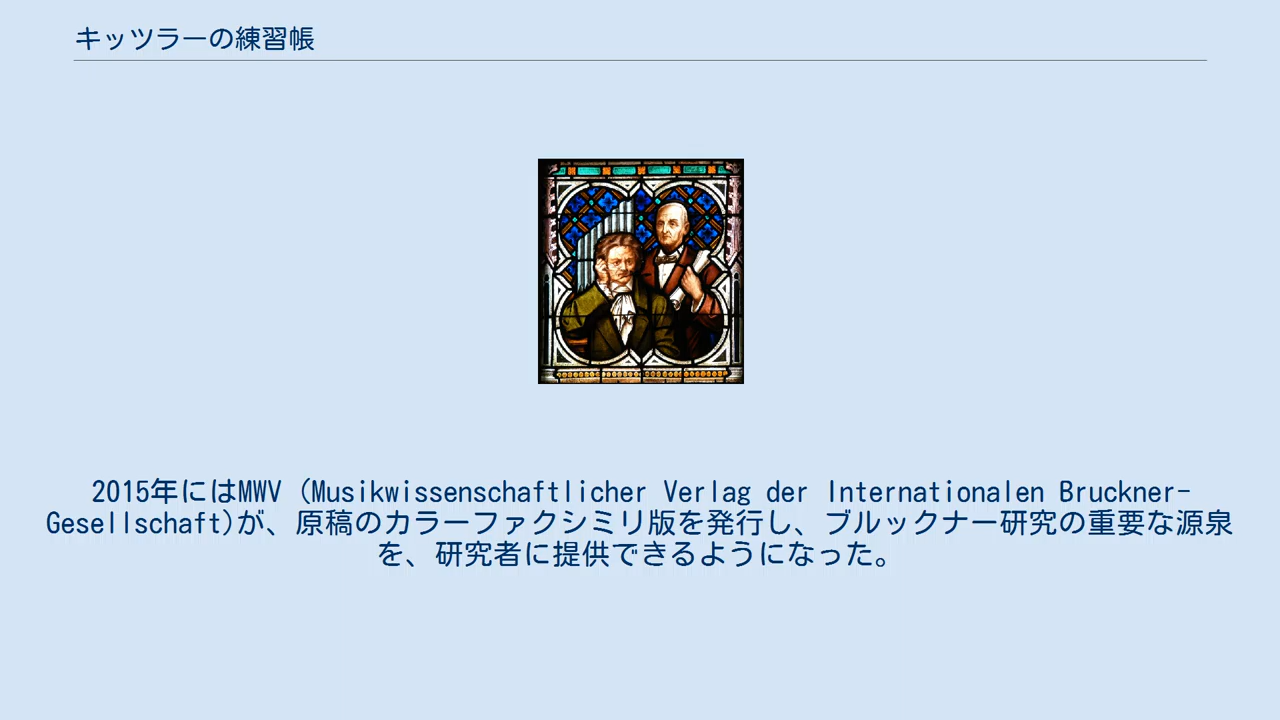 キッツラーの練習帳
2015年にはMWV (Musikwissenschaftlicher Verlag der Internationalen Bruckner-
Gesellschaft)が、原稿のカラーファクシミリ版を発行し、ブルックナー研究の重要な源泉
を、研究者に提供できるようになった。